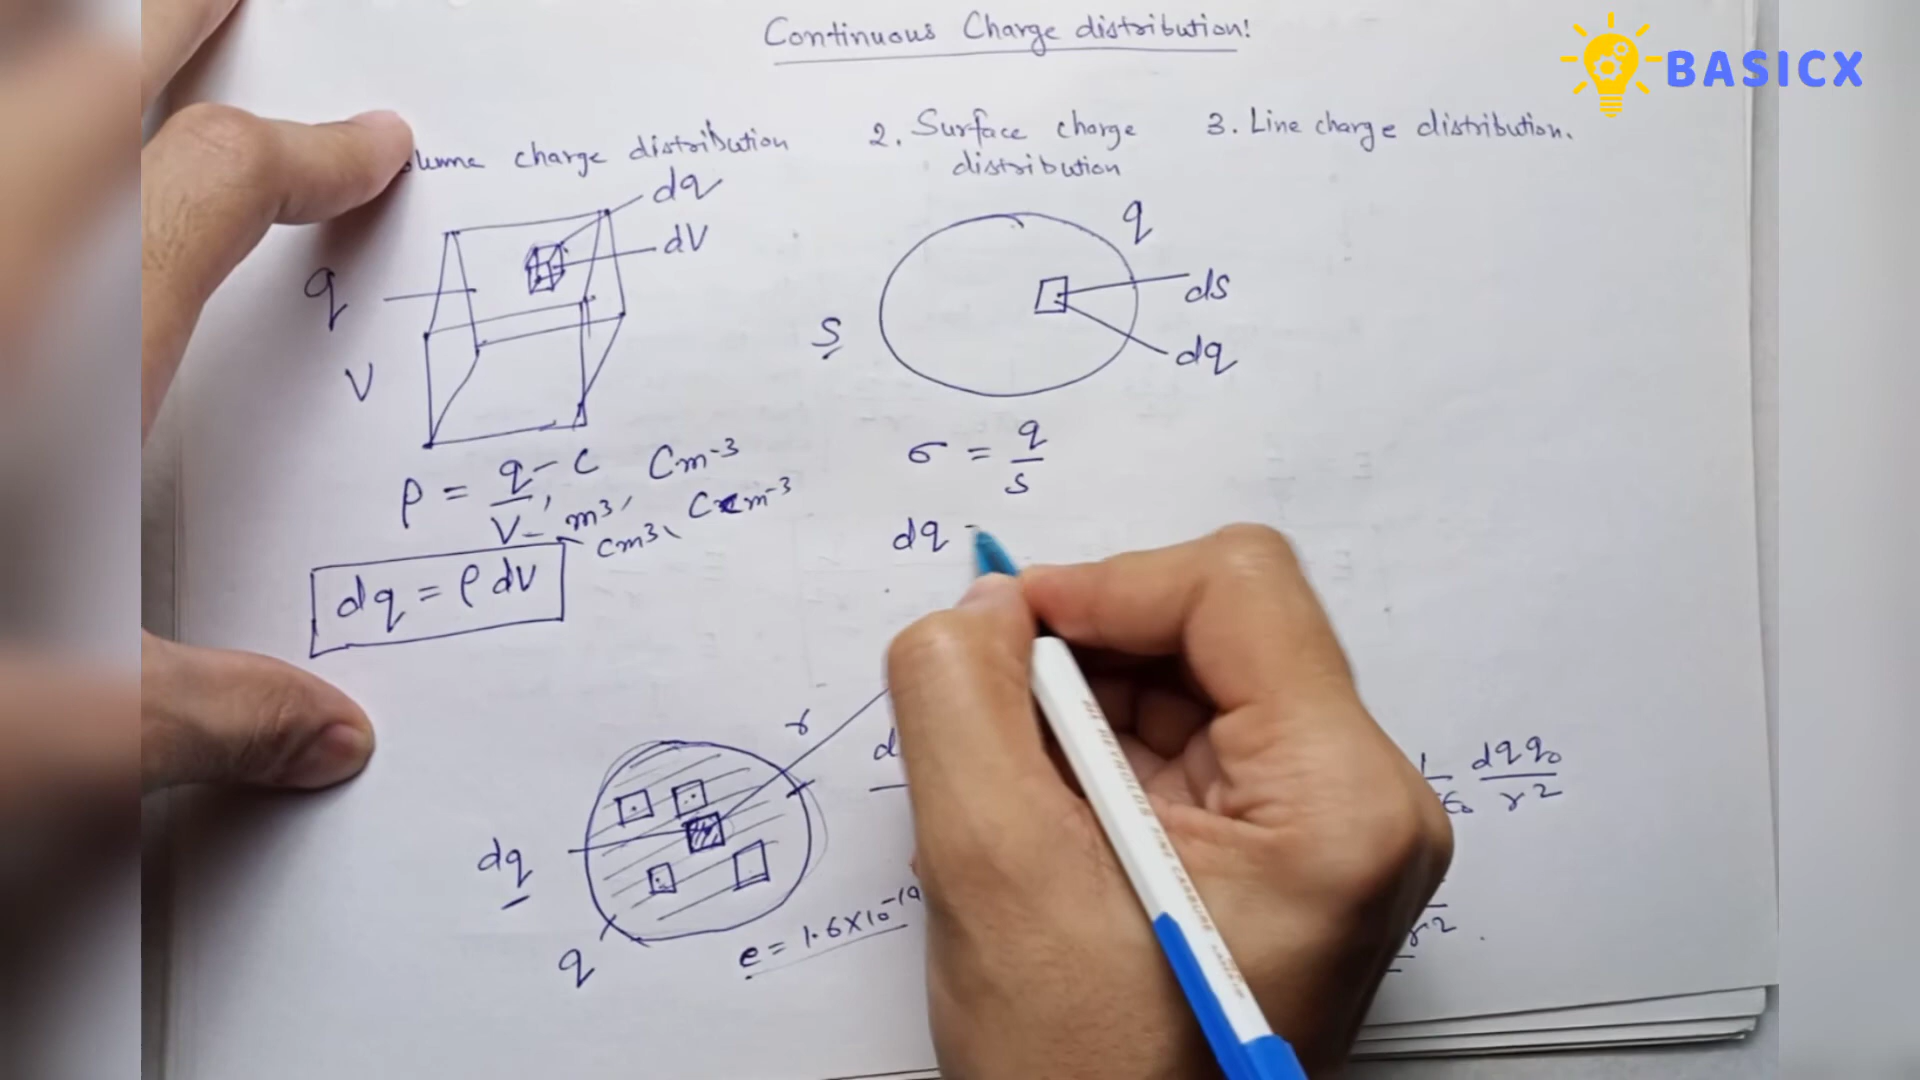 Continuous Charge distribution!
BASICX
charge distribution
2. Surface charge
distribution
3. Line charge distribution.
dq
dV
q
V
ρ = q/V - C, Cm⁻³
m³,
cm³, C cm⁻³
dq = ρ dV
q
S
ds
dq
σ = q/s
dq
r
dq
q
e = 1.6×10⁻¹⁹
dq q₀
r²
r²